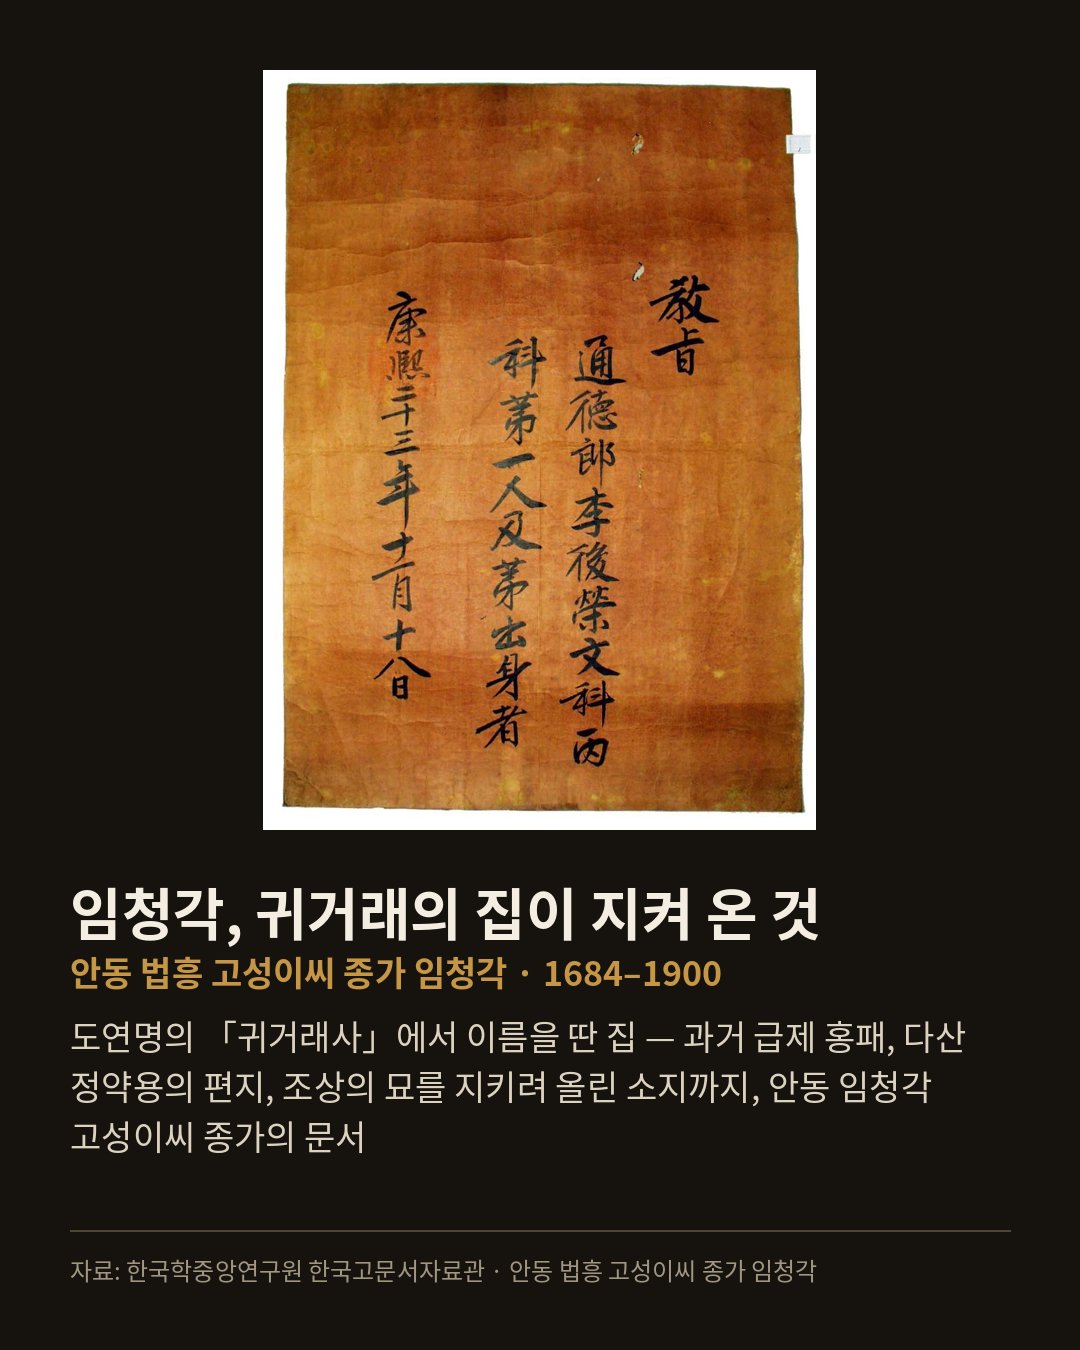 敎旨
通德郎李後榮文科丙
科苐一人及苐出身者
康熙二十三年十一月十八日
임청각, 귀거래의 집이 지켜 온 것
안동 법흥 고성이씨 종가 임청각 · 1684–1900
도연명의 「귀거래사」에서 이름을 딴 집 — 과거 급제 홍패, 다산
정약용의 편지, 조상의 묘를 지키려 올린 소지까지, 안동 임청각
고성이씨 종가의 문서
자료: 한국학중앙연구원 한국고문서자료관 · 안동 법흥 고성이씨 종가 임청각